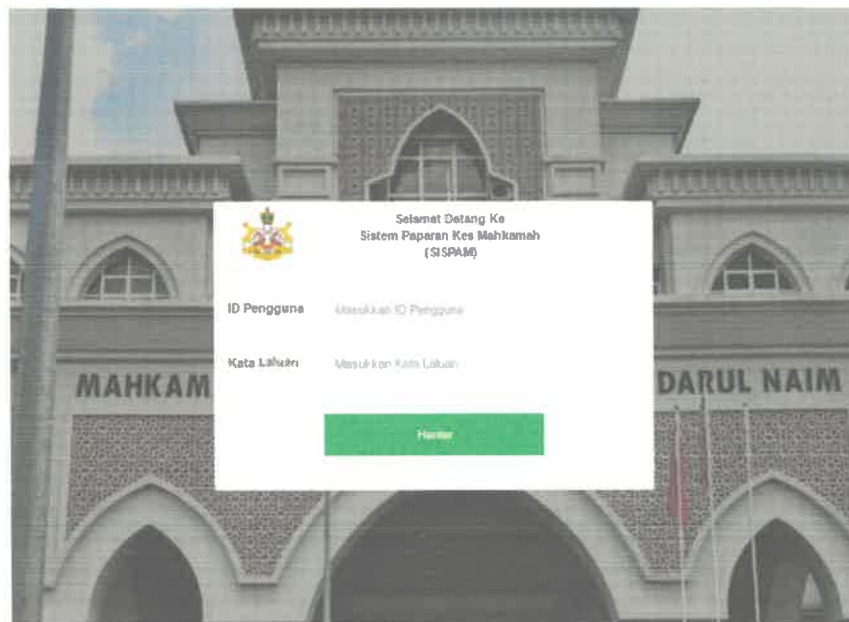 Selamat Datang Ke
Sistem Paparan Kes Mahkamah
(SISPAM)
ID Pengguna
Masukkan ID Pengguna
Kata Laluan
Masukkan Kata Laluan
MAHKAM
DARUL NAIM
Hantar